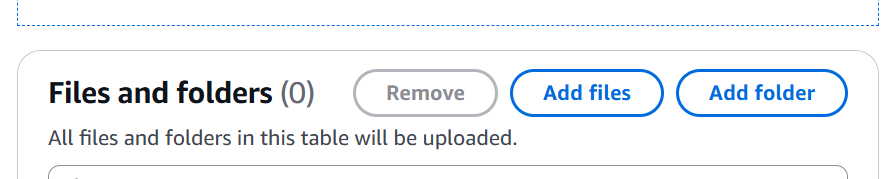 Files and folders (0)
Remove
Add files
Add folder
All files and folders in this table will be uploaded.